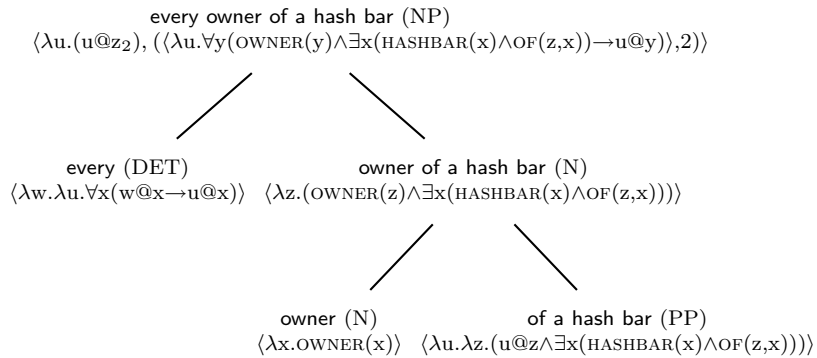 every owner of a hash bar (NP)
⟨λu.(u@z₂), (⟨λu.∀y(OWNER(y)∧∃x(HASHBAR(x)∧OF(z,x))→u@y)⟩,2)⟩
every (DET) owner of a hash bar (N)
⟨λw.λu.∀x(w@x→u@x)⟩ ⟨λz.(OWNER(z)∧∃x(HASHBAR(x)∧OF(z,x)))⟩
owner (N) of a hash bar (PP)
⟨λx.OWNER(x)⟩ ⟨λu.λz.(u@z∧∃x(HASHBAR(x)∧OF(z,x)))⟩